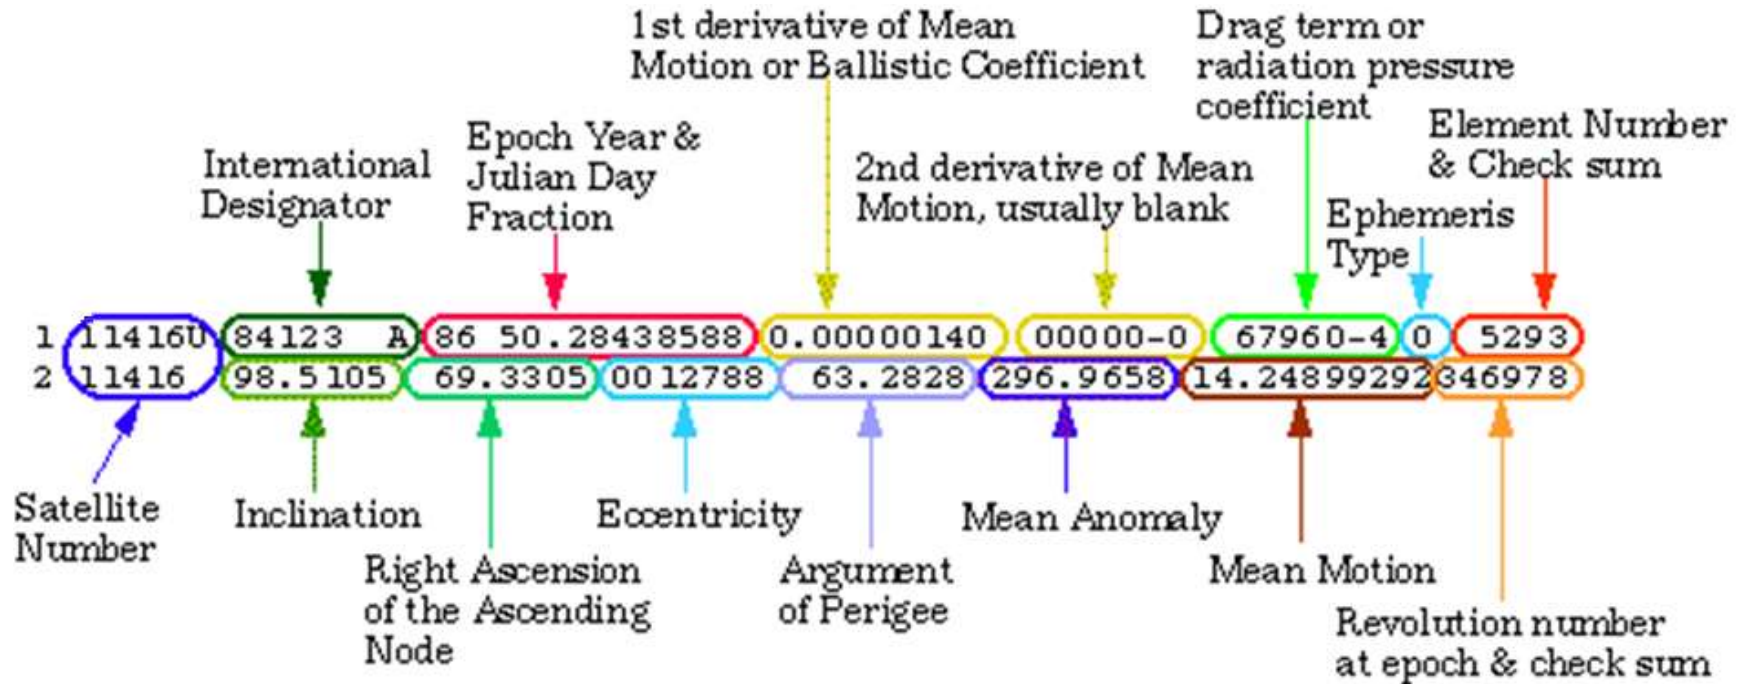 1st derivative of Mean
Motion or Ballistic Coefficient
Drag term or
radiation pressure
coefficient
Element Number
& Check sum
Epoch Year &
Julian Day
Fraction
International
Designator
2nd derivative of Mean
Motion, usually blank
Ephemeris
Type
1 11416U 84123 A 86 50.28438588 0.00000140 00000-0 67960-4 0 5293
2 11416 98.5105 69.3305 0012788 63.2828 296.9658 14.24899292 346978
Satellite
Number
Inclination
Right Ascension
of the Ascending
Node
Eccentricity
Argument
of Perigee
Mean Anomaly
Mean Motion
Revolution number
at epoch & check sum